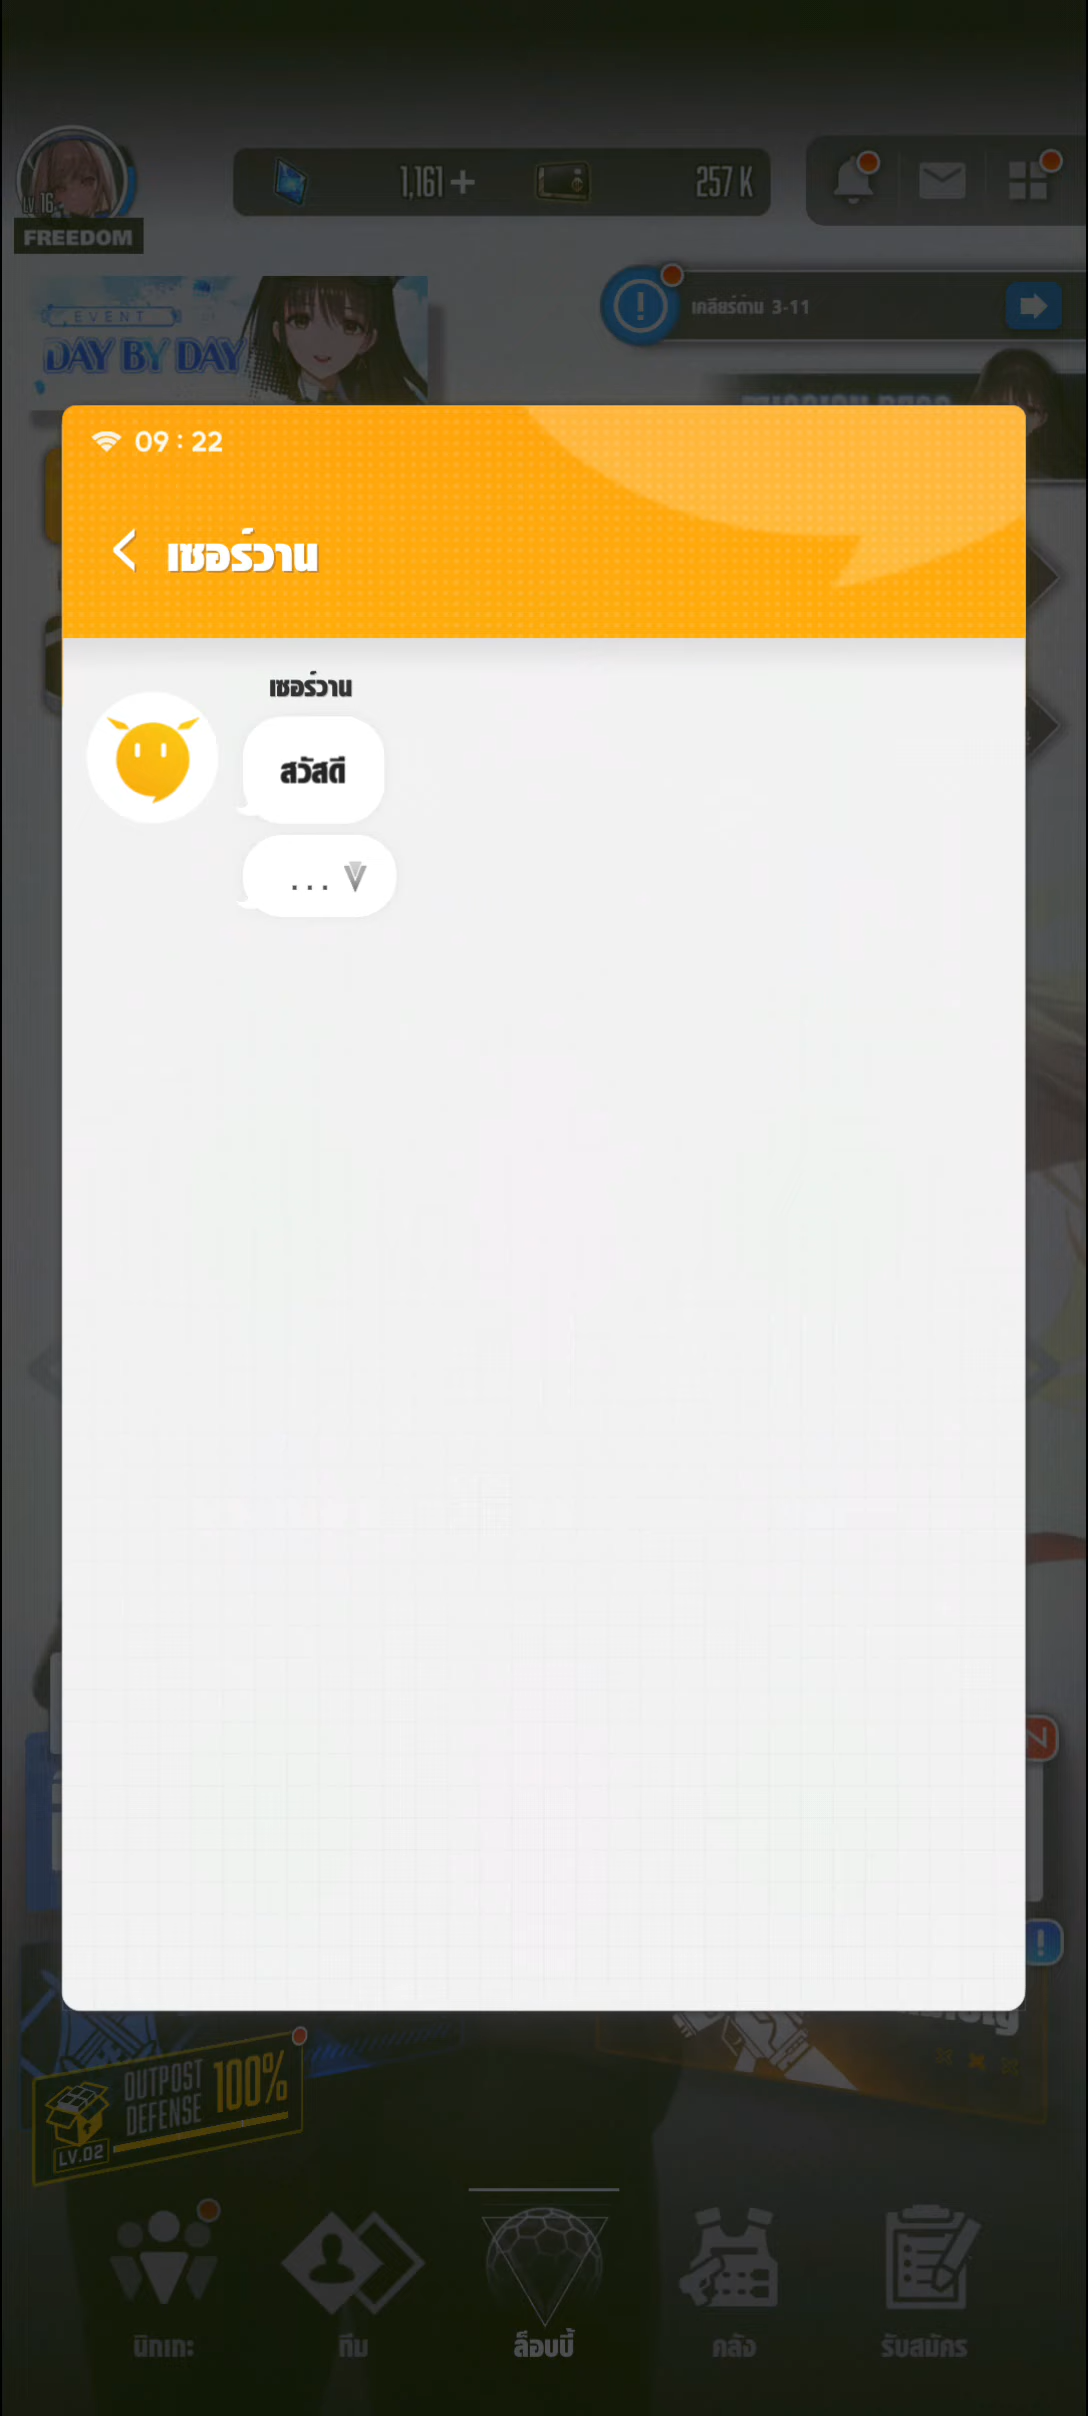 LV 16
1,161
257 K
FREEDOM
EVENT
DAY BY DAY
เคลียร์ด่าน 3-11
09 : 22
เซอร์วาน
เซอร์วาน
สวัสดี
...
OUTPOST
DEFENSE
100%
LV.02
นิกเกะ
ทีม
ล็อบบี้
คลัง
รับสมัคร